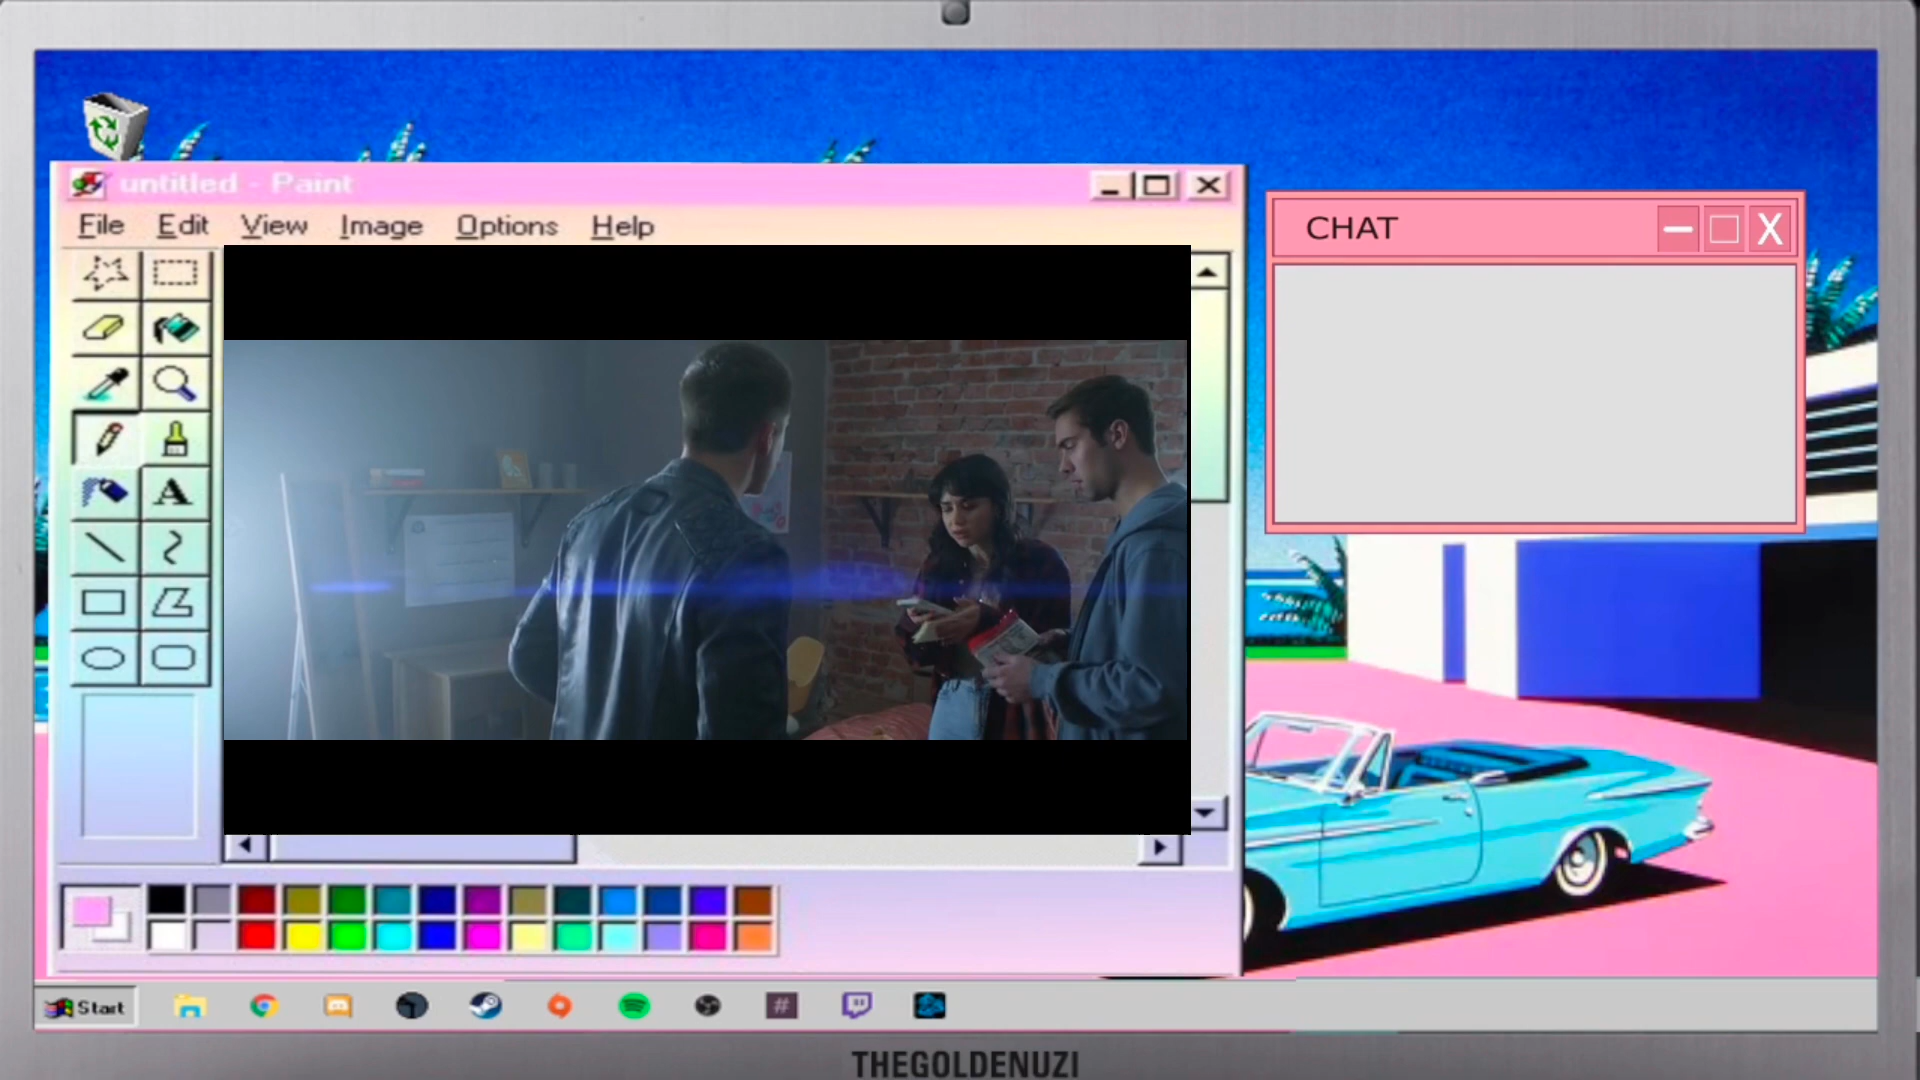 untitled - Paint
File Edit View Image Options Help
CHAT
A
Start
#
THEGOLDENUZI